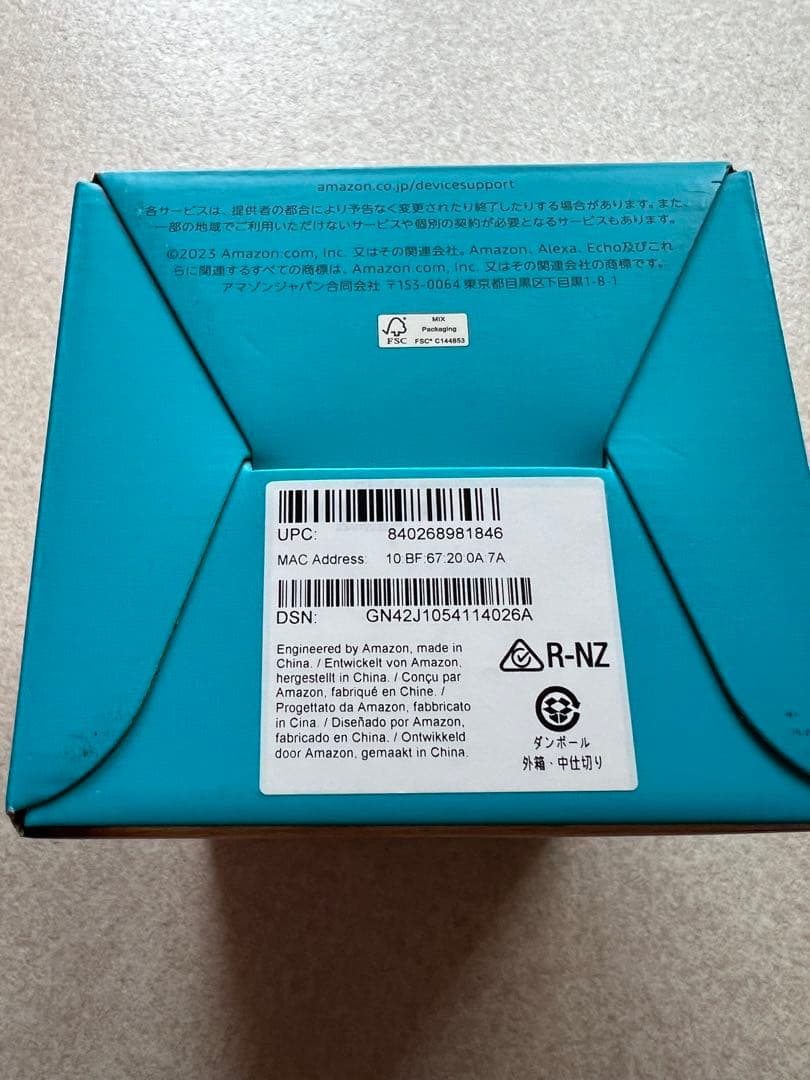 amazon.co.jp/devicesupport
各サービスは、提供者の都合により予告なく変更されたり終了したりする場合があります。また
一部の地域でご利用いただけないサービスや個別の契約が必要となるサービスもあります。
©2023 Amazon.com, Inc. 又はその関連会社。Amazon、Alexa、Echo及びこれ
らに関連するすべての商標は、Amazon.com, Inc. 又はその関連会社の商標です。
アマゾンジャパン合同会社 〒153-0064 東京都目黒区下目黒1-8-1
FSC
MIX
Packaging
FSC® C144853
UPC: 840268981846
MAC Address: 10:BF:67:20:0A:7A
DSN: GN42J1054114026A
Engineered by Amazon, made in
China. / Entwickelt von Amazon,
hergestellt in China. / Conçu par
Amazon, fabriqué en Chine. /
Progettato da Amazon, fabbricato
in Cina. / Diseñado por Amazon,
fabricado en China. / Ontwikkeld
door Amazon, gemaakt in China.
R-NZ
ダンボール
外箱・中仕切り